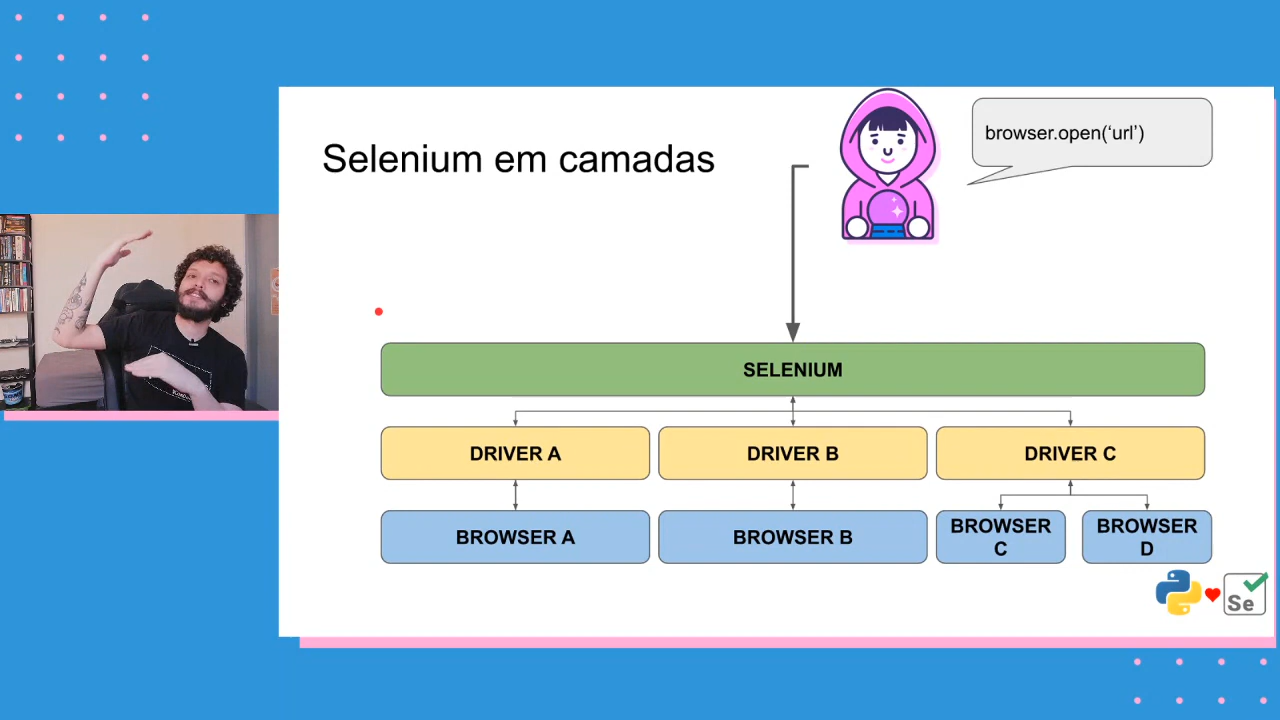 Selenium em camadas
browser.open(‘url’)
SELENIUM
DRIVER A
DRIVER B
DRIVER C
BROWSER A
BROWSER B
BROWSER
C
BROWSER
D
Se